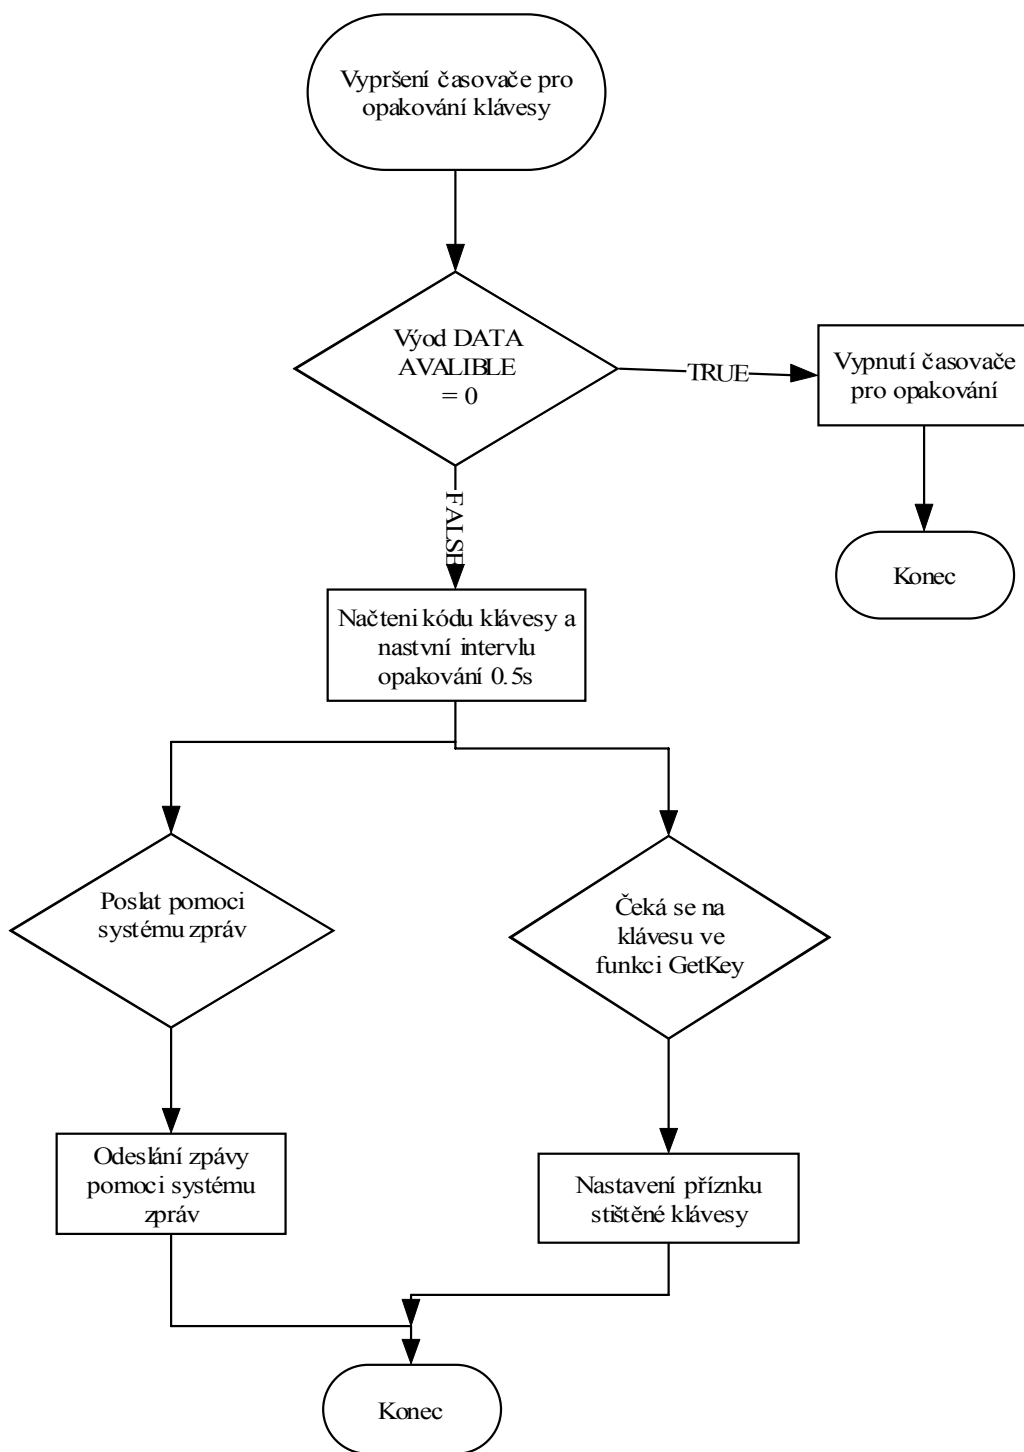 Vypršení časovače pro
opakování klávesy
Výod DATA
AVALIBLE
= 0
TRUE
Vypnutí časovače
pro opakování
Konec
FALSE
Načteni kódu klávesy a
nastvní intervlu
opakování 0.5s
Poslat pomoci
systému zpráv
Čeká se na
klávesu ve
funkci GetKey
Odeslání zpávy
pomoci systému
zpráv
Nastavení příznku
stištěné klávesy
Konec